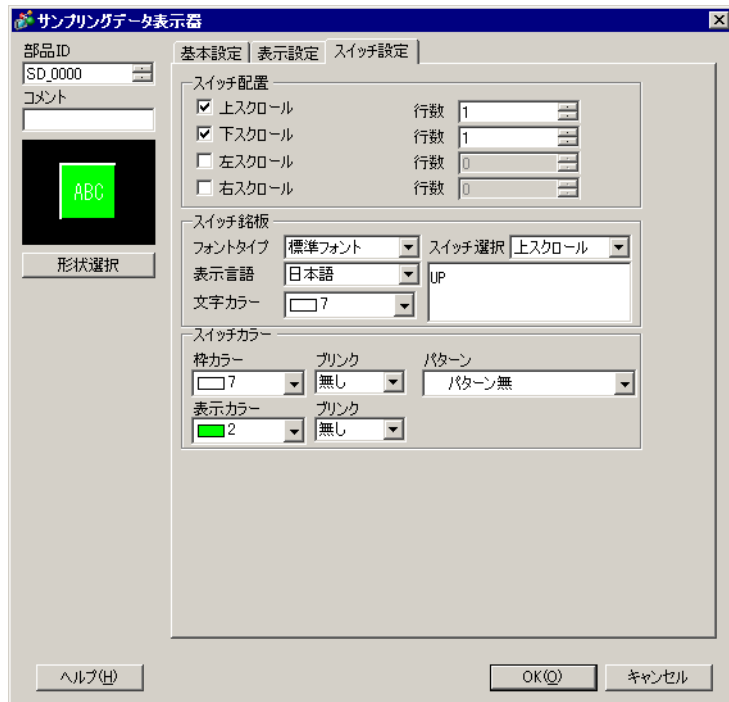 サンプリングデータ表示器
部品ID
SD_0000
コメント
ABC
形状選択
基本設定 表示設定 スイッチ設定
スイッチ配置
上スクロール 行数 1
下スクロール 行数 1
左スクロール 行数 0
右スクロール 行数 0
スイッチ銘板
フォントタイプ 標準フォント スイッチ選択 上スクロール
表示言語 日本語 UP
文字カラー 7
スイッチカラー
枠カラー ブリンク パターン
7 無し パターン無
表示カラー ブリンク
2 無し
ヘルプ(H) OK(O) キャンセル